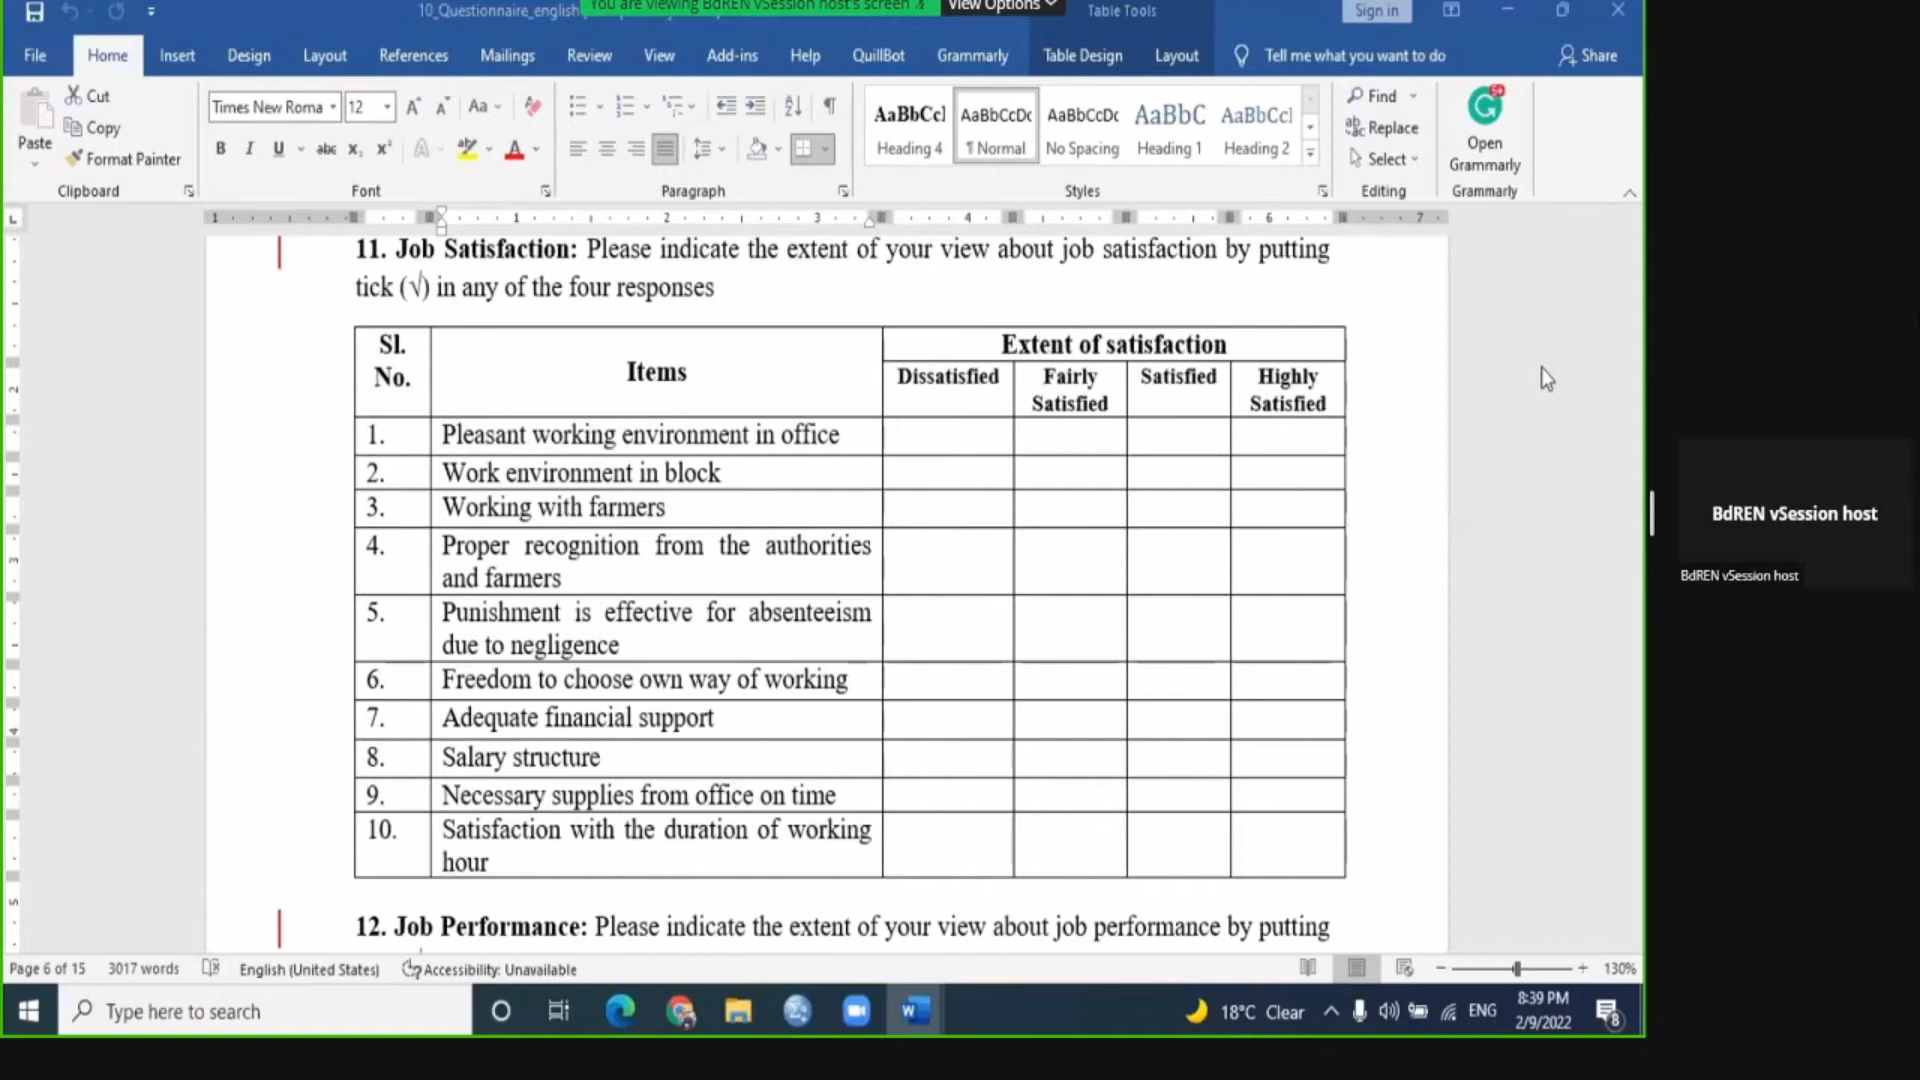 10_Questionnaire_english
You are viewing BdREN vSession host's screen
View Options
Table Tools
Sign in
File Home Insert Design Layout References Mailings Review View Add-ins Help QuillBot Grammarly Table Design Layout Tell me what you want to do Share
Paste
Cut
Copy
Format Painter
Clipboard
Times New Roma 12
Font
Paragraph
AaBbCcI AaBbCcDc AaBbCcDc AaBbC AaBbCcI
Heading 4 ¶ Normal No Spacing Heading 1 Heading 2
Styles
Find
Replace
Select
Editing
Open
Grammarly
Grammarly
1 1 2 3 4 6 7
11. Job Satisfaction: Please indicate the extent of your view about job satisfaction by putting
tick (√) in any of the four responses
Sl.
No.
Items
Extent of satisfaction
Dissatisfied
Fairly
Satisfied
Satisfied
Highly
Satisfied
1. Pleasant working environment in office
2. Work environment in block
3. Working with farmers
4. Proper recognition from the authorities
and farmers
5. Punishment is effective for absenteeism
due to negligence
6. Freedom to choose own way of working
7. Adequate financial support
8. Salary structure
9. Necessary supplies from office on time
10. Satisfaction with the duration of working
hour
12. Job Performance: Please indicate the extent of your view about job performance by putting
Page 6 of 15 3017 words English (United States) Accessibility: Unavailable 130%
Type here to search
18°C Clear ENG
8:39 PM
2/9/2022
8
BdREN vSession host
BdREN vSession host